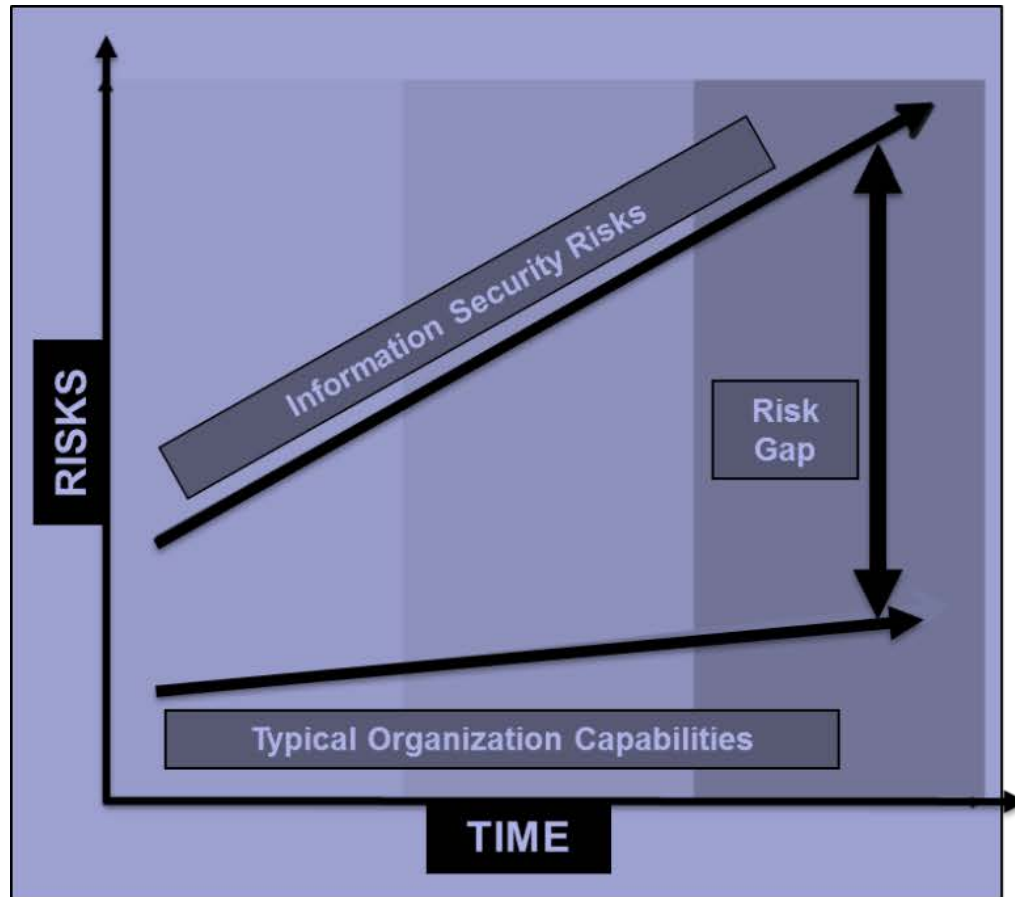 Information Security Risks
RISKS
Risk
Gap
Typical Organization Capabilities
TIME